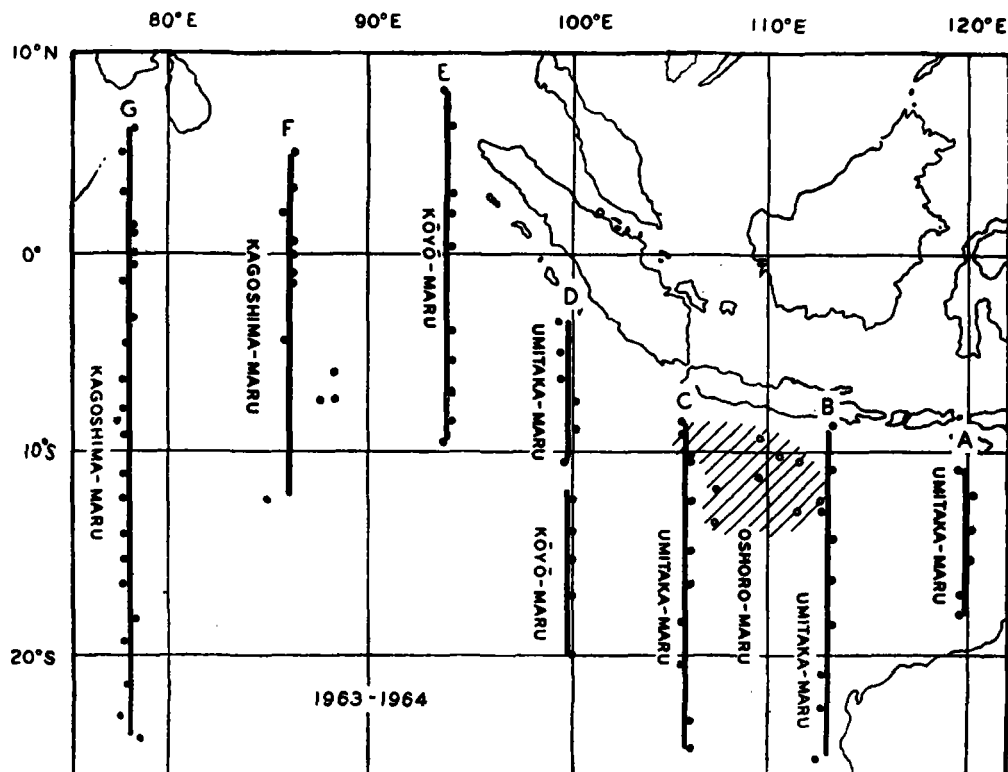 80°E 90°E 100°E 110°E 120°E
10°N
E
G
F
KŌYŌ-MARU
0°
KAGOSHIMA-MARU
D
UMITAKA-MARU
KAGOSHIMA-MARU
C
B
A
10°S
UMITAKA-MARU
KŌYŌ-MARU
UMITAKA-MARU
OSHORO-MARU
UMITAKA-MARU
20°S
1963-1964